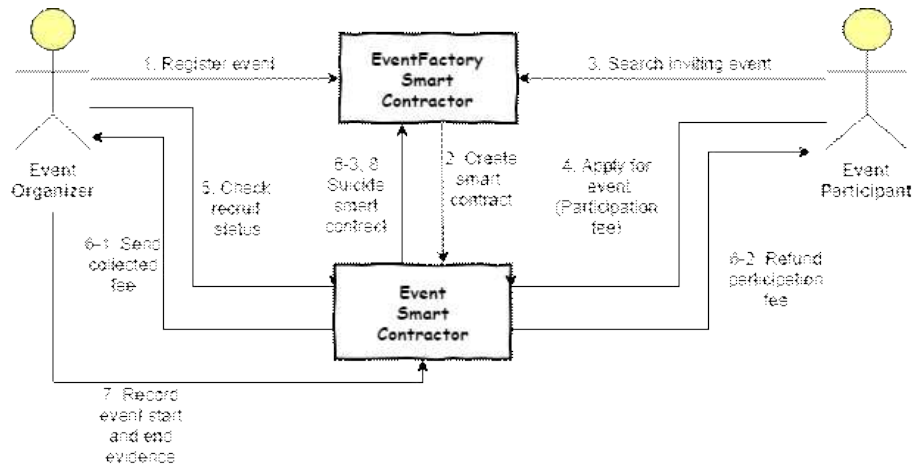 1. Register event
EventFactory
Smart
Contractor
3. Search inviting event
Event
Organizer
5. Check
recruit
status
6-3, 8
Suicide
smart
contract
2. Create
smart
contract
4. Apply for
event
(Participation
fee)
Event
Participant
6-1. Send
collected
fee
Event
Smart
Contractor
6-2. Refund
participation
fee
7. Record
event start
and end
evidence